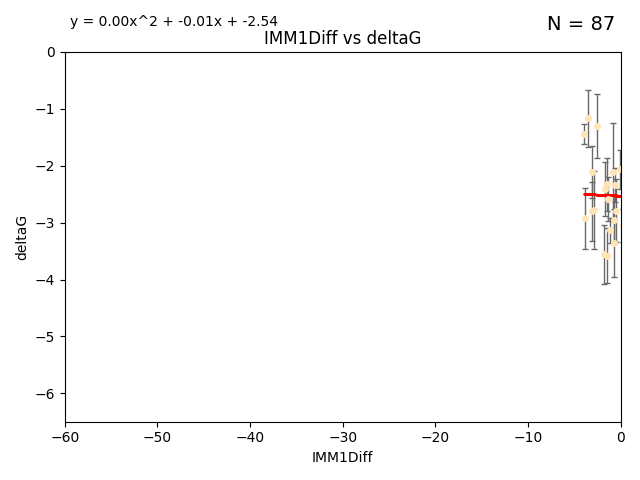 y = 0.00x^2 + -0.01x + -2.54
N = 87
IMM1Diff vs deltaG
0
−1
−2
−3
−4
−5
−6
deltaG
−60 −50 −40 −30 −20 −10 0
IMM1Diff